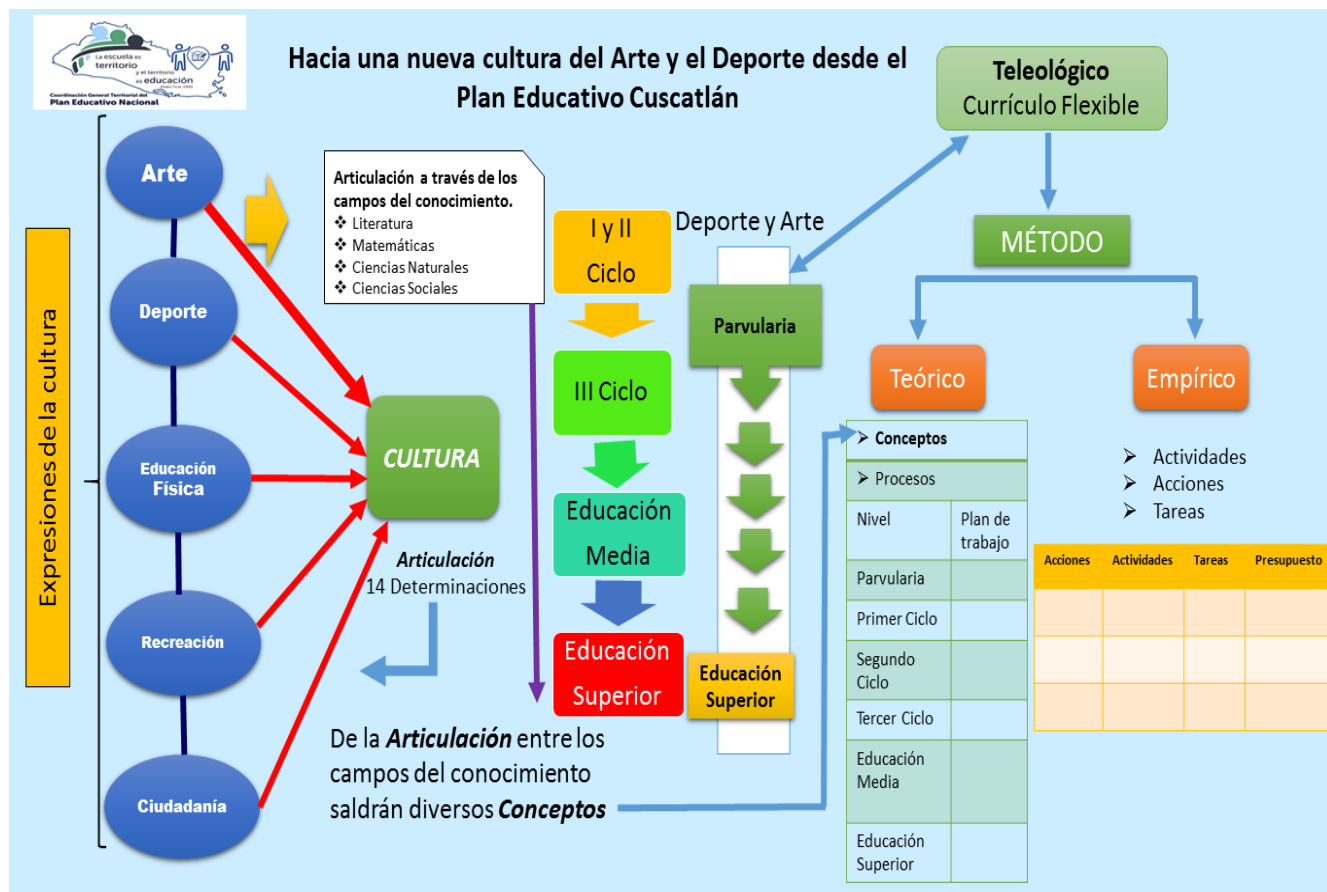 La escuela es
territorio
y el territorio
es educación
Coordinación General Territorial del
Plan Educativo Nacional
Hacia una nueva cultura del Arte y el Deporte desde el
Plan Educativo Cuscatlán
Teleológico
Currículo Flexible
Expresiones de la cultura
Arte
Deporte
Educación
Física
Recreación
Ciudadanía
Articulación a través de los
campos del conocimiento.
❖ Literatura
❖ Matemáticas
❖ Ciencias Naturales
❖ Ciencias Sociales
CULTURA
Articulación
14 Determinaciones
De la Articulación entre los
campos del conocimiento
saldrán diversos Conceptos
I y II
Ciclo
III Ciclo
Educación
Media
Educación
Superior
Deporte y Arte
Parvularia
Educación
Superior
MÉTODO
Teórico
Empírico
➢ Conceptos
➢ Procesos
Nivel
Plan de
trabajo
Parvularia
Primer Ciclo
Segundo
Ciclo
Tercer Ciclo
Educación
Media
Educación
Superior
➢ Actividades
➢ Acciones
➢ Tareas
Acciones Actividades Tareas Presupuesto